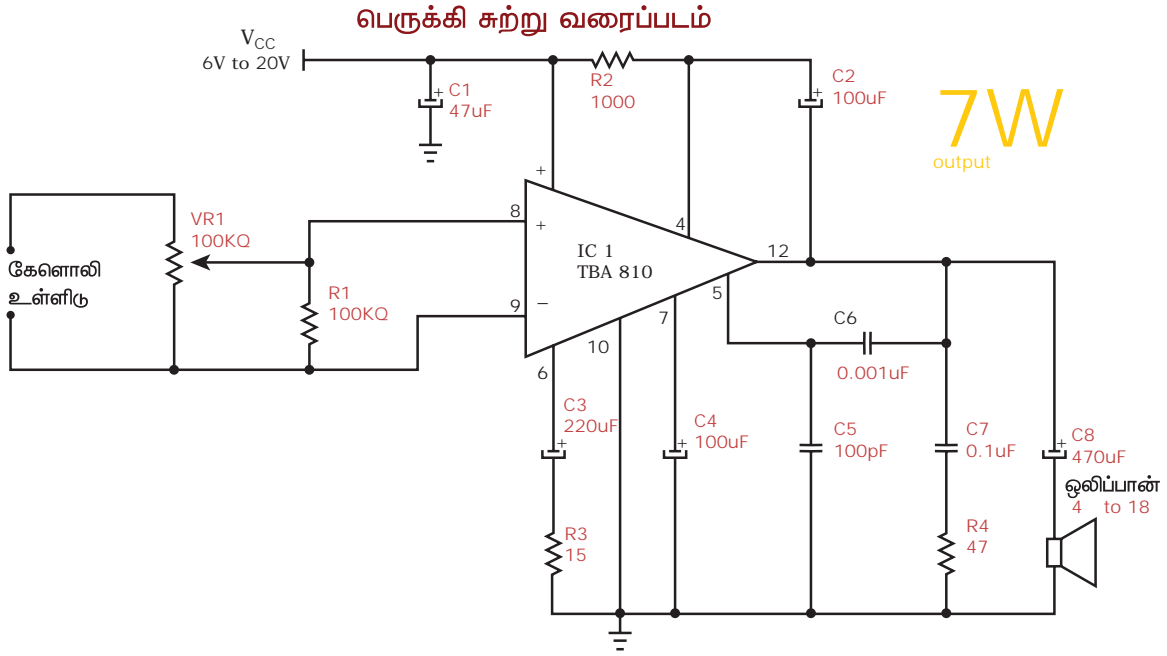 பெருக்கி சுற்று வரைப்படம்
VCC
6V to 20V
C1
47uF
R2
1000
C2
100uF
7W
output
+
VR1
100KΩ
8
+
4
IC 1
TBA 810
12
கேளொலி
உள்ளிடு
R1
100KΩ
9
−
5
7
10
6
C6
0.001uF
C3
220uF
C4
100uF
C5
100pF
C7
0.1uF
C8
470uF
ஒலிப்பான்
4 to 18
R3
15
R4
47